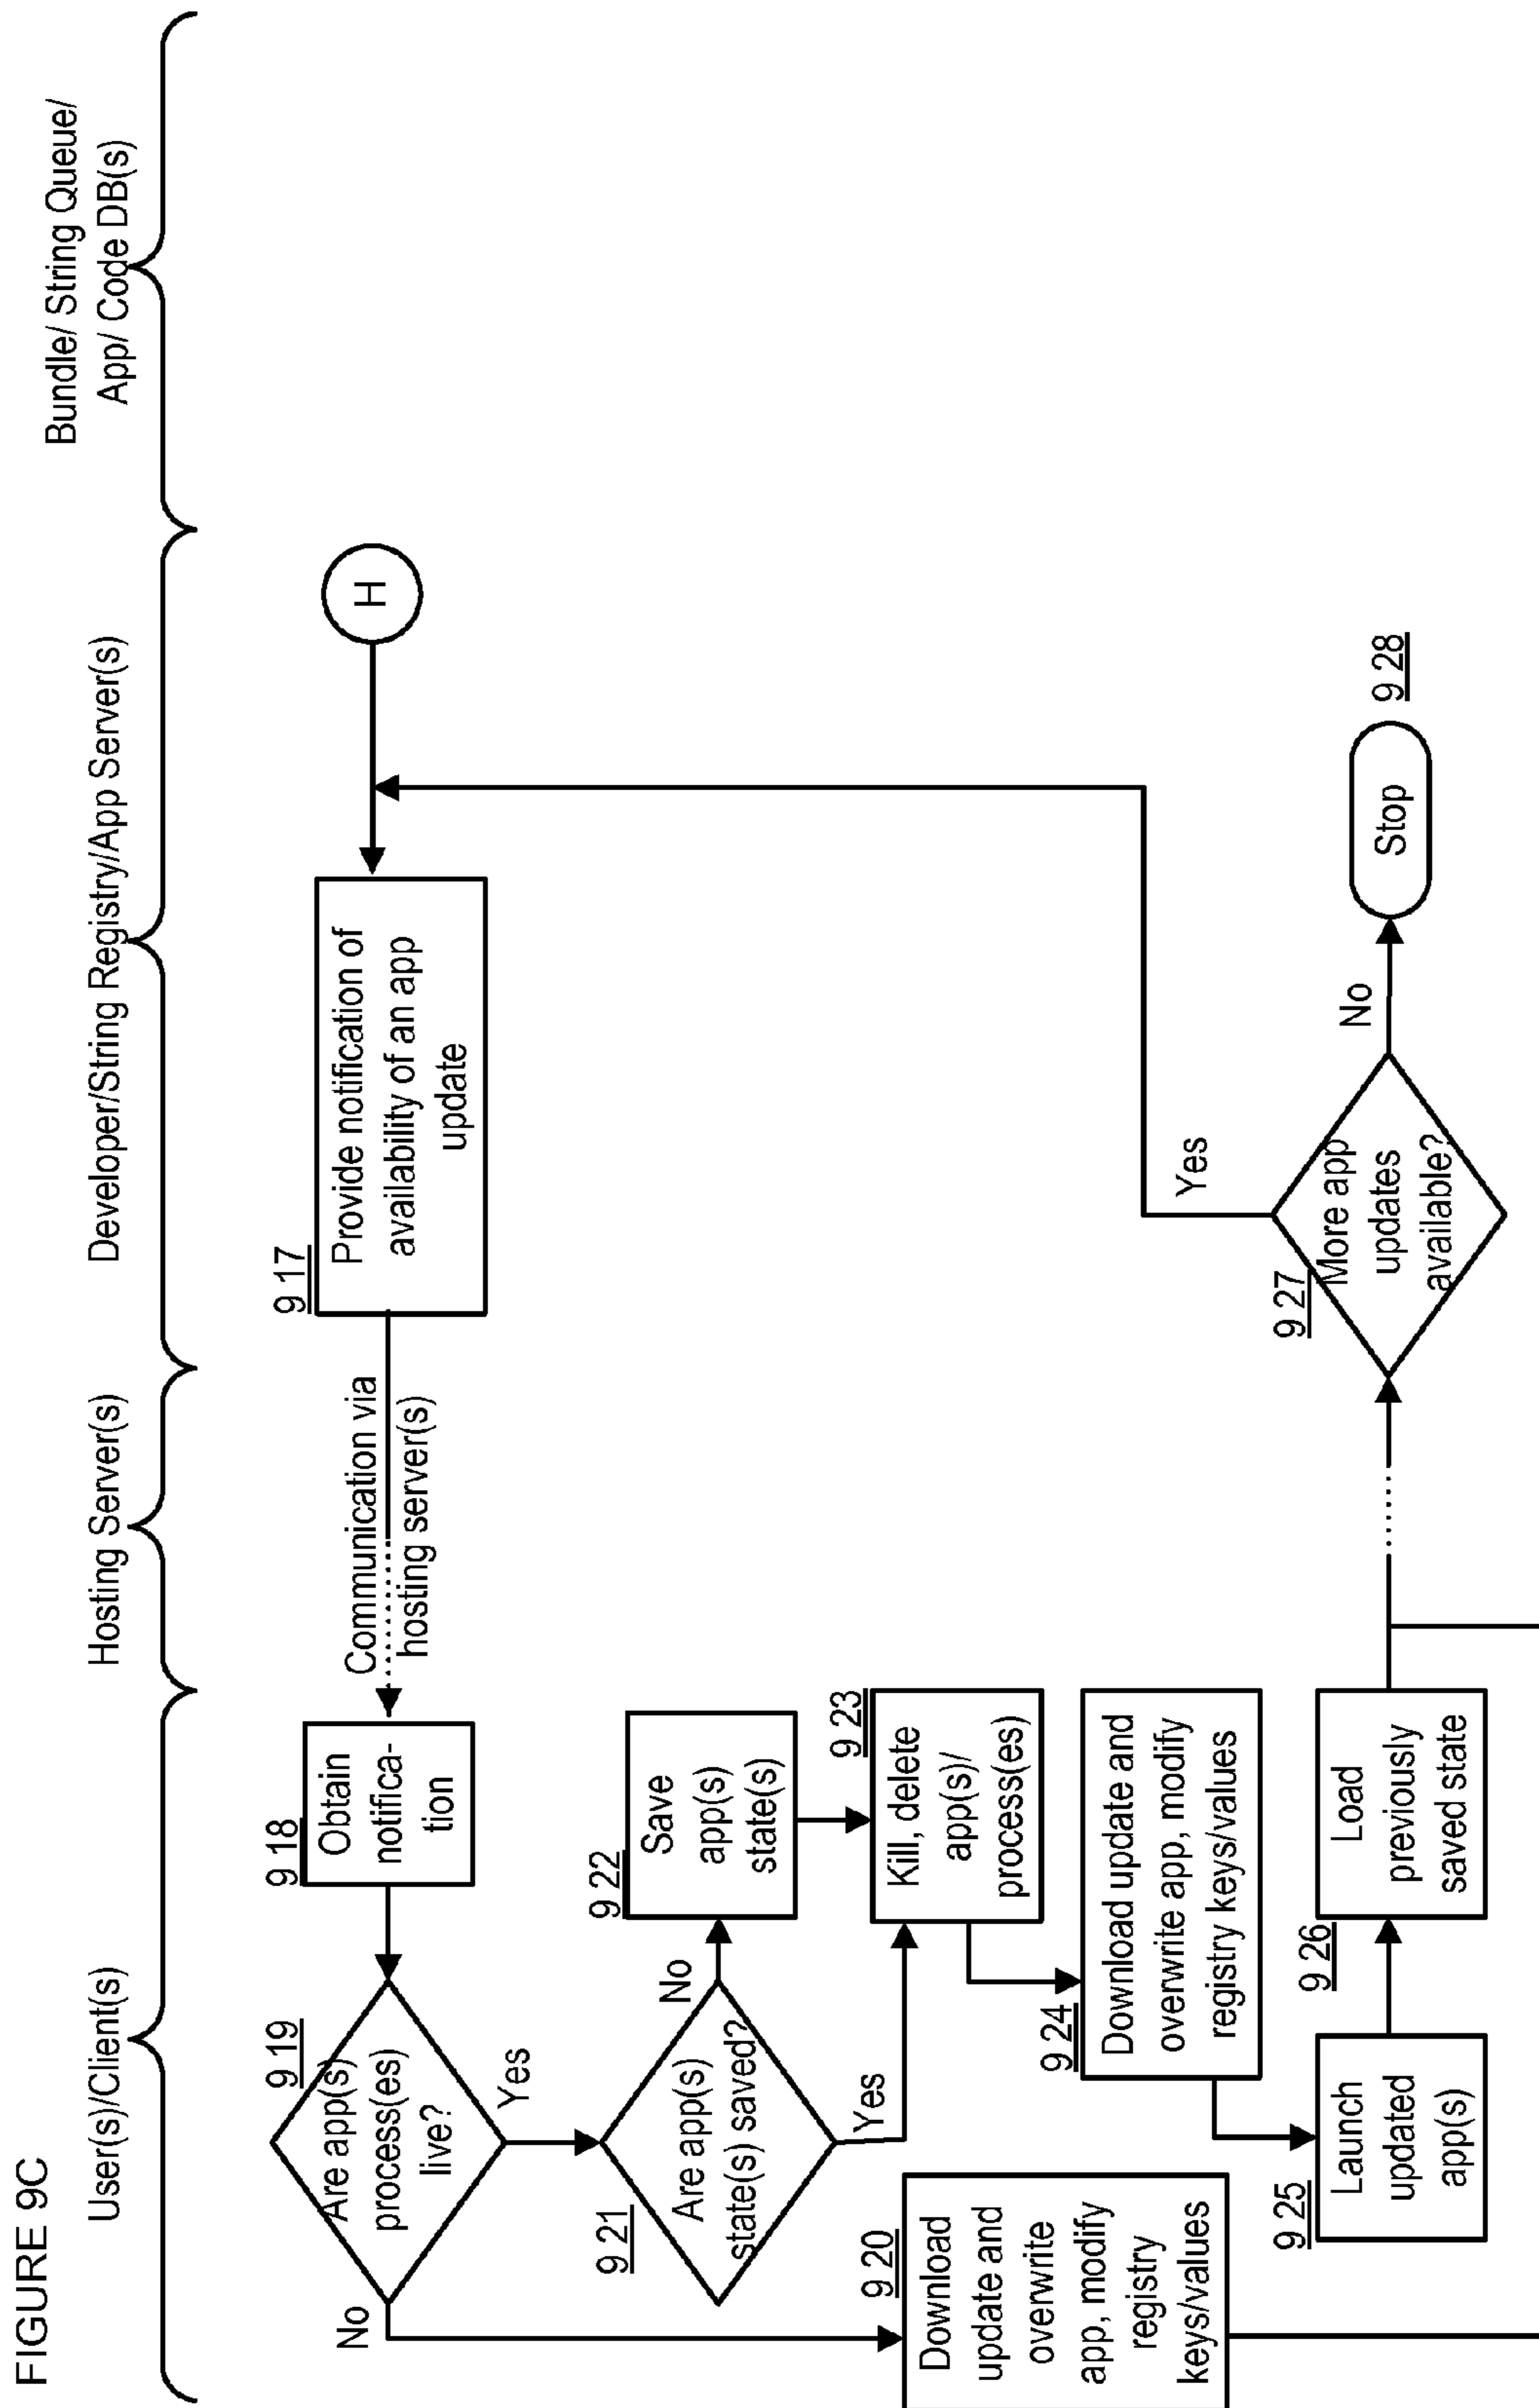 FIGURE 9C
User(s)/Client(s)
Hosting Server(s)
Developer/String Registry/App Server(s)
Bundle/ String Queue/
App/ Code DB(s)
H
9 17
Provide notification of
availability of an app
update
Communication via
hosting server(s)
9 18
Obtain
notifica-
tion
9 19
Are app(s)
process(es)
live?
No
Yes
9 20
Download
update and
overwrite
app, modify
registry
keys/values
9 21
Are app(s)
state(s) saved?
No
Yes
9 22
Save
app(s)
state(s)
9 23
Kill, delete
app(s)/
process(es)
9 24
Download update and
overwrite app, modify
registry keys/values
9 25
Launch
updated
app(s)
9 26
Load
previously
saved state
9 27
More app
updates
available?
Yes
No
Stop
9 28